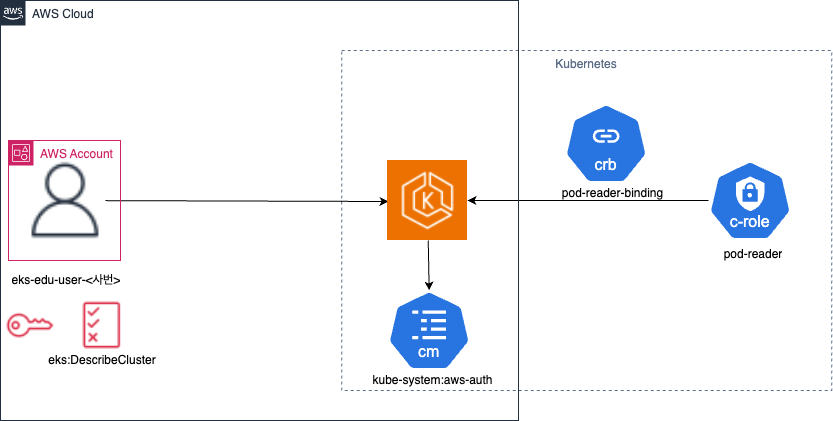 aws
AWS Cloud
Kubernetes
AWS Account
crb
pod-reader-binding
K
c-role
pod-reader
eks-edu-user-<사번>
eks:DescribeCluster
cm
kube-system:aws-auth